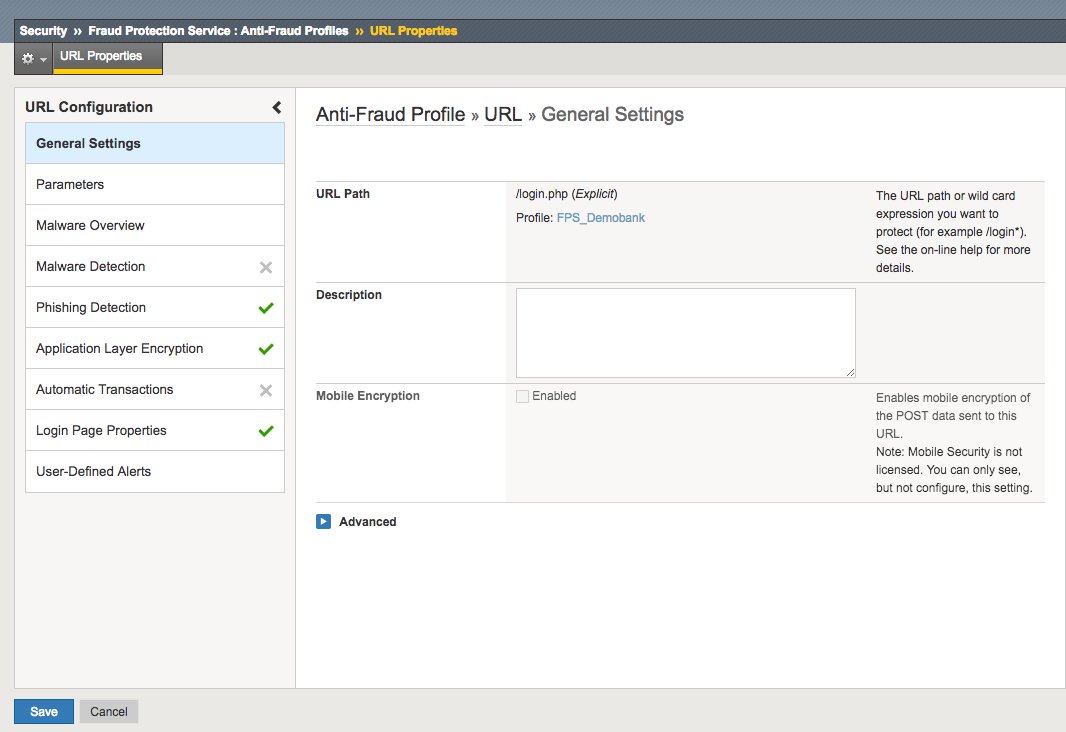 Security » Fraud Protection Service : Anti-Fraud Profiles » URL Properties
URL Properties
URL Configuration
General Settings
Parameters
Malware Overview
Malware Detection
Phishing Detection
Application Layer Encryption
Automatic Transactions
Login Page Properties
User-Defined Alerts
Anti-Fraud Profile » URL » General Settings
URL Path
/login.php (Explicit)
Profile: FPS_Demobank
The URL path or wild card
expression you want to
protect (for example /login*).
See the on-line help for more
details.
Description
Mobile Encryption
Enabled
Enables mobile encryption of
the POST data sent to this
URL.
Note: Mobile Security is not
licensed. You can only see,
but not configure, this setting.
Advanced
Save
Cancel